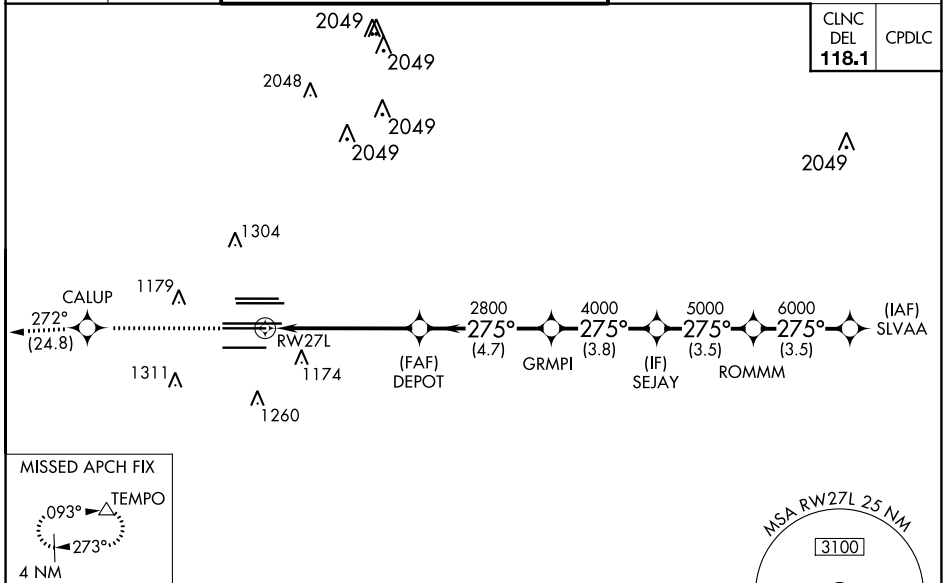 2049
2049
2048
2049
2049
2049
CLNC
DEL
118.1
CPDLC
1304
1179
CALUP
272°
(24.8)
RW27L
1311
1174
1260
(FAF)
DEPOT
2800
275°
(4.7)
GRMPI
4000
275°
(3.8)
(IF)
SEJAY
5000
275°
(3.5)
ROMMM
6000
275°
(3.5)
(IAF)
SLVAA
MISSED APCH FIX
TEMPO
093°
273°
4 NM
MSA RW27L 25 NM
3100